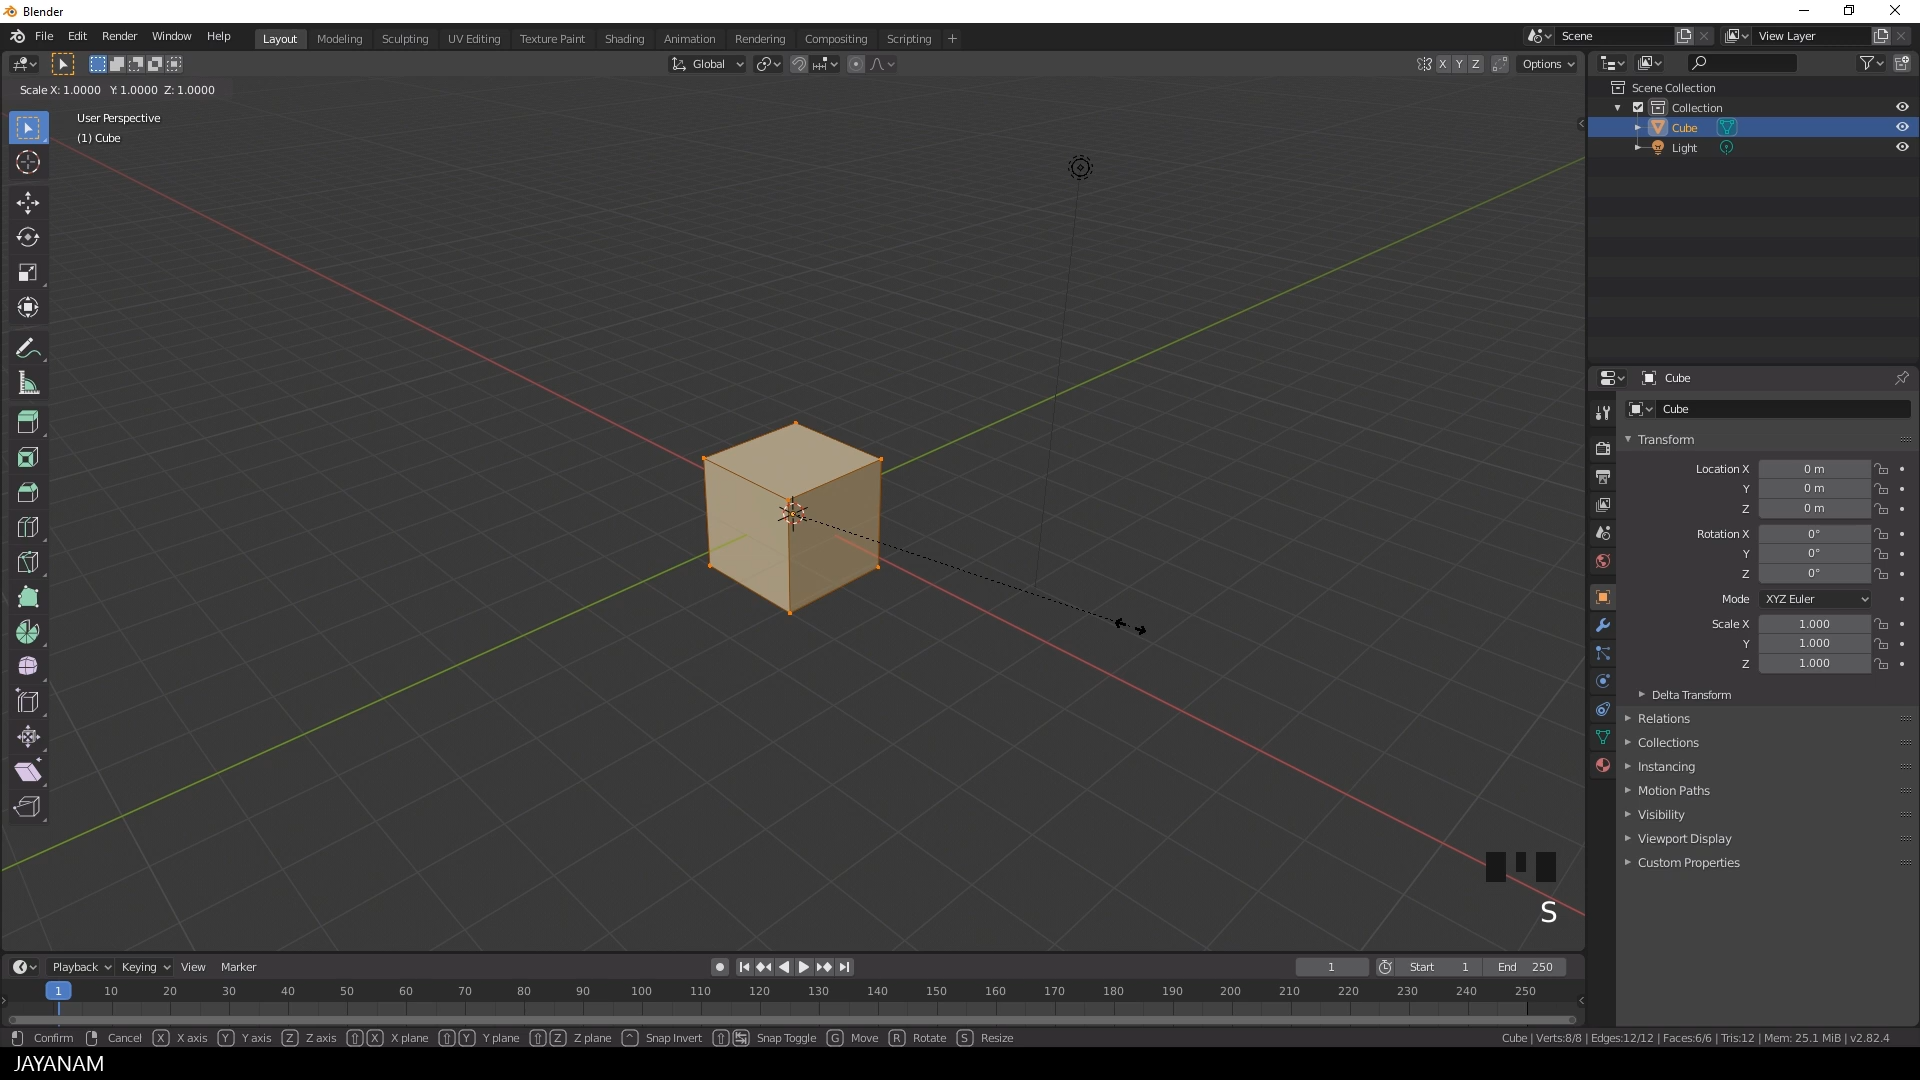 Blender
File Edit Render Window Help Layout Modeling Sculpting UV Editing Texture Paint Shading Animation Rendering Compositing Scripting + Scene View Layer
Global X Y Z Options
Scale X: 1.0000 Y: 1.0000 Z: 1.0000
User Perspective
(1) Cube
Scene Collection
Collection
Cube
Light
Cube
Cube
Transform
Location X 0 m
Y 0 m
Z 0 m
Rotation X 0°
Y 0°
Z 0°
Mode XYZ Euler
Scale X 1.000
Y 1.000
Z 1.000
Delta Transform
Relations
Collections
Instancing
Motion Paths
Visibility
Viewport Display
Custom Properties
S
Playback Keying View Marker 1 Start 1 End 250
1 10 20 30 40 50 60 70 80 90 100 110 120 130 140 150 160 170 180 190 200 210 220 230 240 250
Confirm Cancel X X axis Y Y axis Z Z axis X X plane Y Y plane Z Z plane ^ Snap Invert Snap Toggle G Move R Rotate S Resize Cube | Verts:8/8 | Edges:12/12 | Faces:6/6 | Tris:12 | Mem: 25.1 MiB | v2.82.4
JAYANAM